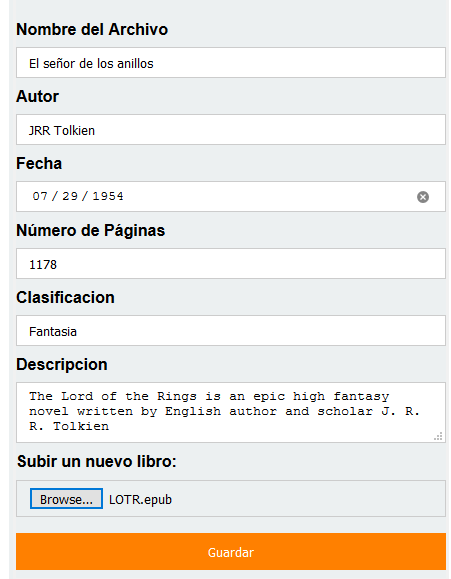 Nombre del Archivo
El señor de los anillos
Autor
JRR Tolkien
Fecha
07 / 29 / 1954
Número de Páginas
1178
Clasificacion
Fantasia
Descripcion
The Lord of the Rings is an epic high fantasy
novel written by English author and scholar J. R.
R. Tolkien
Subir un nuevo libro:
Browse... LOTR.epub
Guardar